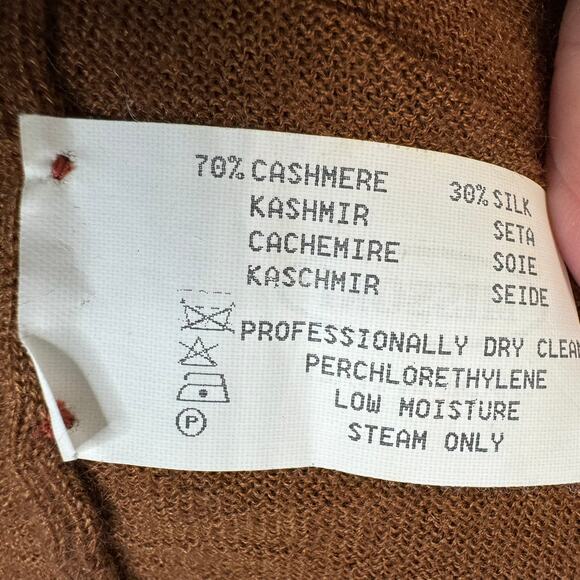 70% CASHMERE 30% SILK
KASHMIR SETA
CACHEMIRE SOIE
KASCHMIR SEIDE
PROFESSIONALLY DRY CLEAN
PERCHLORETHYLENE
LOW MOISTURE
STEAM ONLY
P